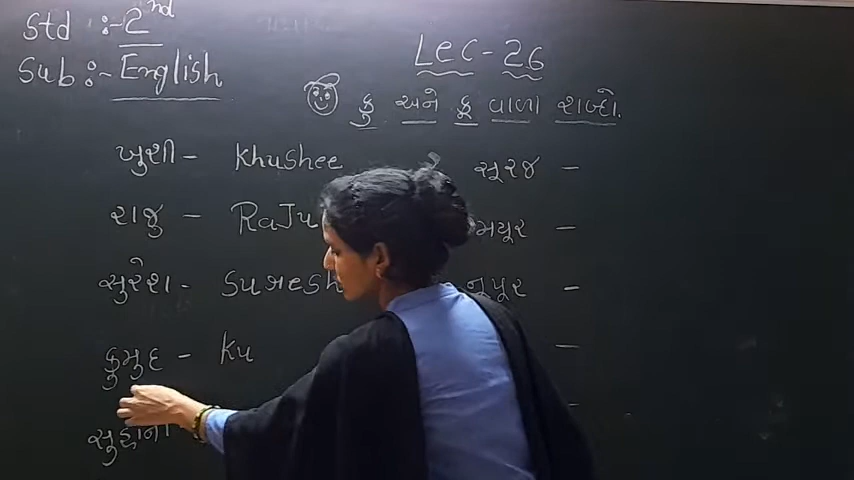 Std :- 2nd
Sub :- English
Lec - 26
કુ અને કૂ વાળા શબ્દો.
ખુશી - Khushee
સૂરજ -
રાજુ - RaJu
મયૂર -
સુરેશ - Suresh
નૂપૂર -
કુમુદ - Ku
-
સુહાની